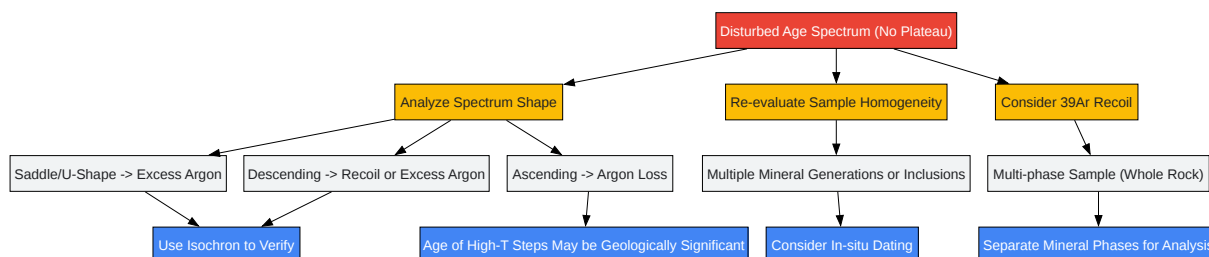 Disturbed Age Spectrum (No Plateau)
Analyze Spectrum Shape
Re-evaluate Sample Homogeneity
Consider 39Ar Recoil
Saddle/U-Shape -> Excess Argon
Descending -> Recoil or Excess Argon
Ascending -> Argon Loss
Multiple Mineral Generations or Inclusions
Multi-phase Sample (Whole Rock)
Use Isochron to Verify
Age of High-T Steps May be Geologically Significant
Consider In-situ Dating
Separate Mineral Phases for Analysis